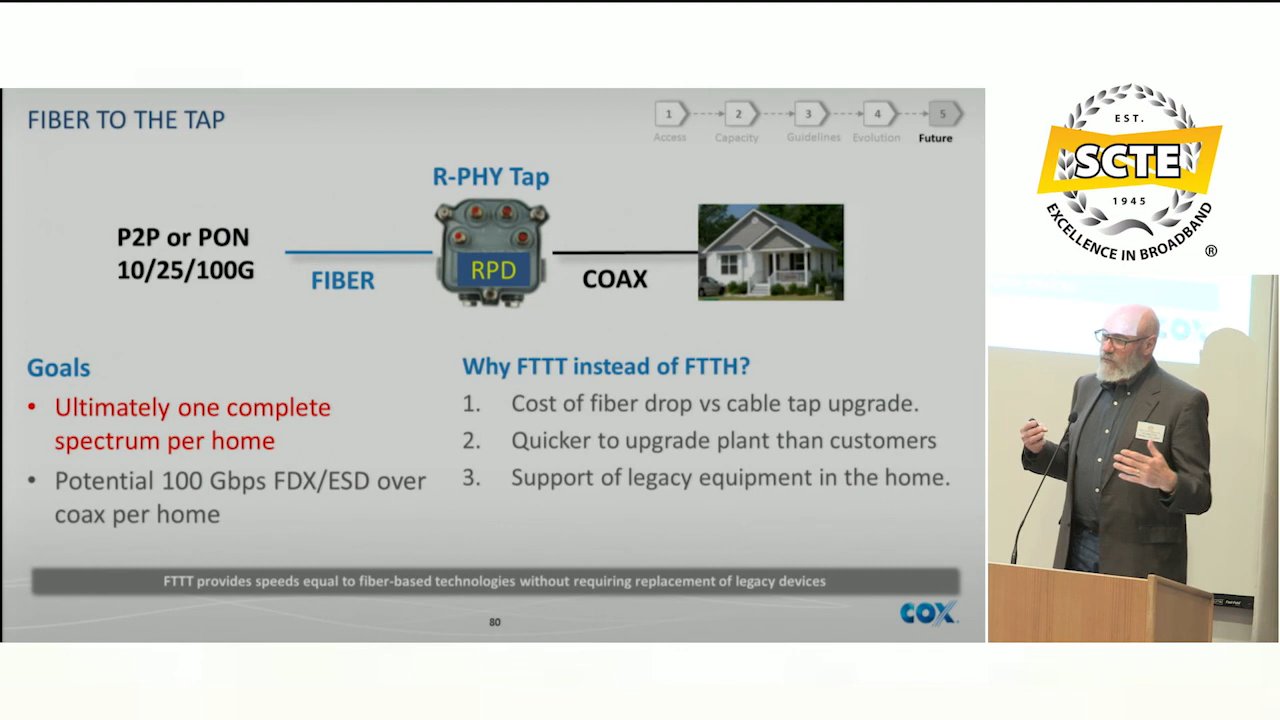 FIBER TO THE TAP
1
2
3
4
5
Access
Capacity
Guidelines
Evolution
Future
R-PHY Tap
P2P or PON
10/25/100G
FIBER
RPD
COAX
Goals
• Ultimately one complete
spectrum per home
• Potential 100 Gbps FDX/ESD over
coax per home
Why FTTT instead of FTTH?
1. Cost of fiber drop vs cable tap upgrade.
2. Quicker to upgrade plant than customers
3. Support of legacy equipment in the home.
FTTT provides speeds equal to fiber-based technologies without requiring replacement of legacy devices
80
COX
EST.
SCTE
1945
EXCELLENCE IN BROADBAND
®